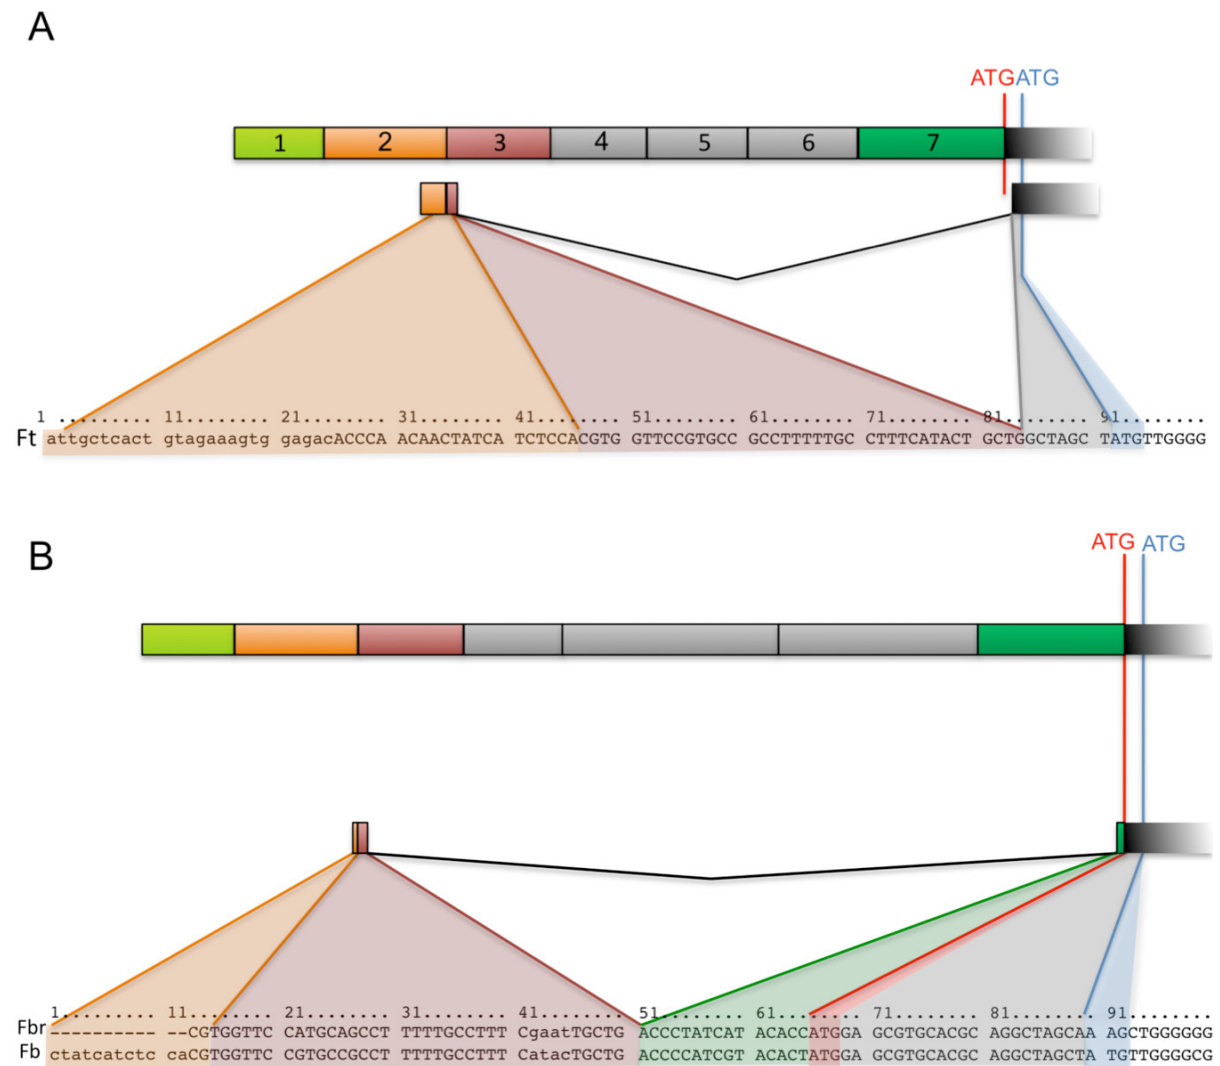 A
ATG ATG
1 2 3 4 5 6 7
1 ......... 11....... 21........ 31........ 41........ 51........ 61........ 71........ 81........ 91........
Ft attgctcact gtagaaagtg gagacACCCA ACAACTATCA TCTCCACGTG GTTCCGTGCC GCCTTTTTGC CTTTCATACT GCTGGCTAGC TATGTTGGGG
B
ATG ATG
1......... 11........ 21........ 31........ 41........ 51........ 61........ 71........ 81........ 91........
Fbr ---------- --CGTGGTTC CATGCAGCCT TTTTGCCTTT CgaatTGCTG ACCCTATCAT ACACCATGGA GCGTGCACGC AGGCTAGCAA AGCTGGGGGG
Fb ctatcatctc caCGTGGTTC CGTGCCGCCT TTTTGCCTTT CatacTGCTG ACCCCATCGT ACACTATGGA GCGTGCACGC AGGCTAGCTA TGTTGGGGCG